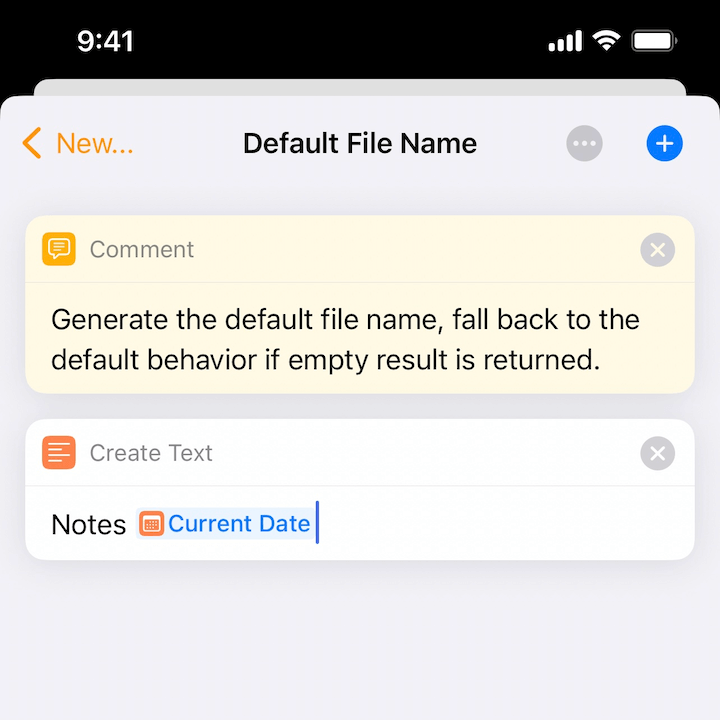 9:41
New...
Default File Name
Comment
Generate the default file name, fall back to the
default behavior if empty result is returned.
Create Text
Notes Current Date